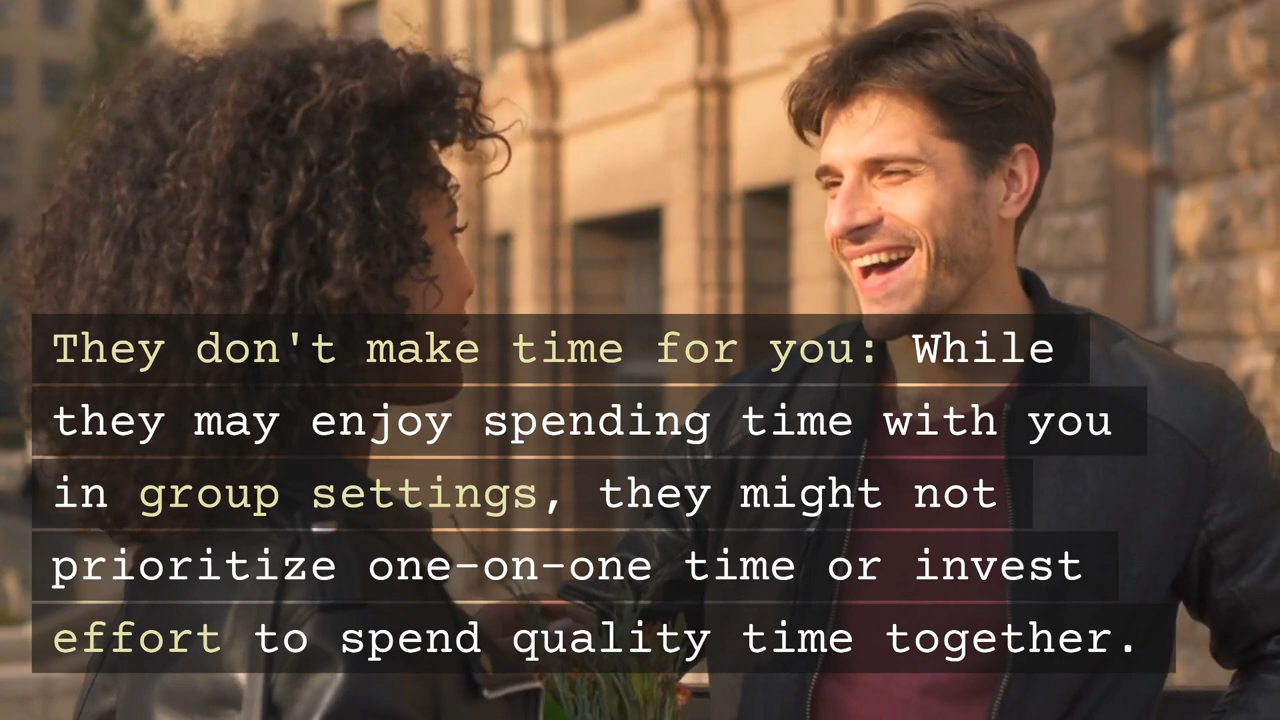 They don't make time for you: While
they may enjoy spending time with you
in group settings, they might not
prioritize one-on-one time or invest
effort to spend quality time together.